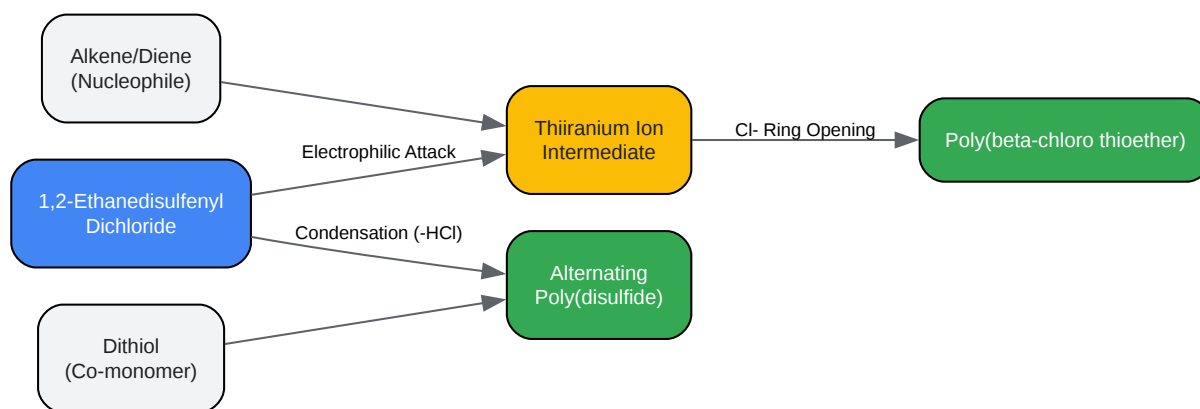 Alkene/Diene
(Nucleophile)
Electrophilic Attack
1,2-Ethanedisulfenyl
Dichloride
Condensation (-HCl)
Dithiol
(Co-monomer)
Thiiranium Ion
Intermediate
Cl- Ring Opening
Poly(beta-chloro thioether)
Alternating
Poly(disulfide)